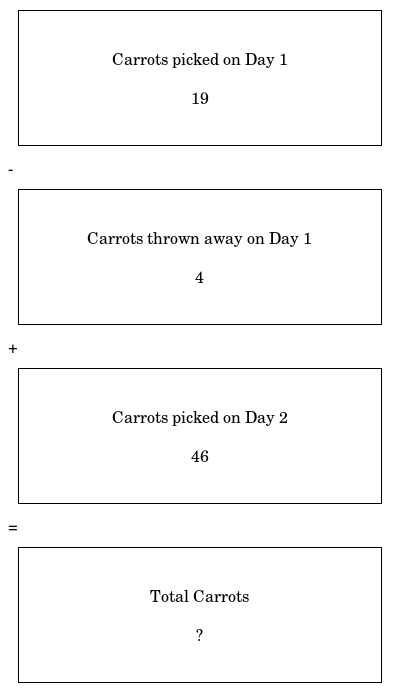 Carrots picked on Day 1
19
-
Carrots thrown away on Day 1
4
+
Carrots picked on Day 2
46
=
Total Carrots
?